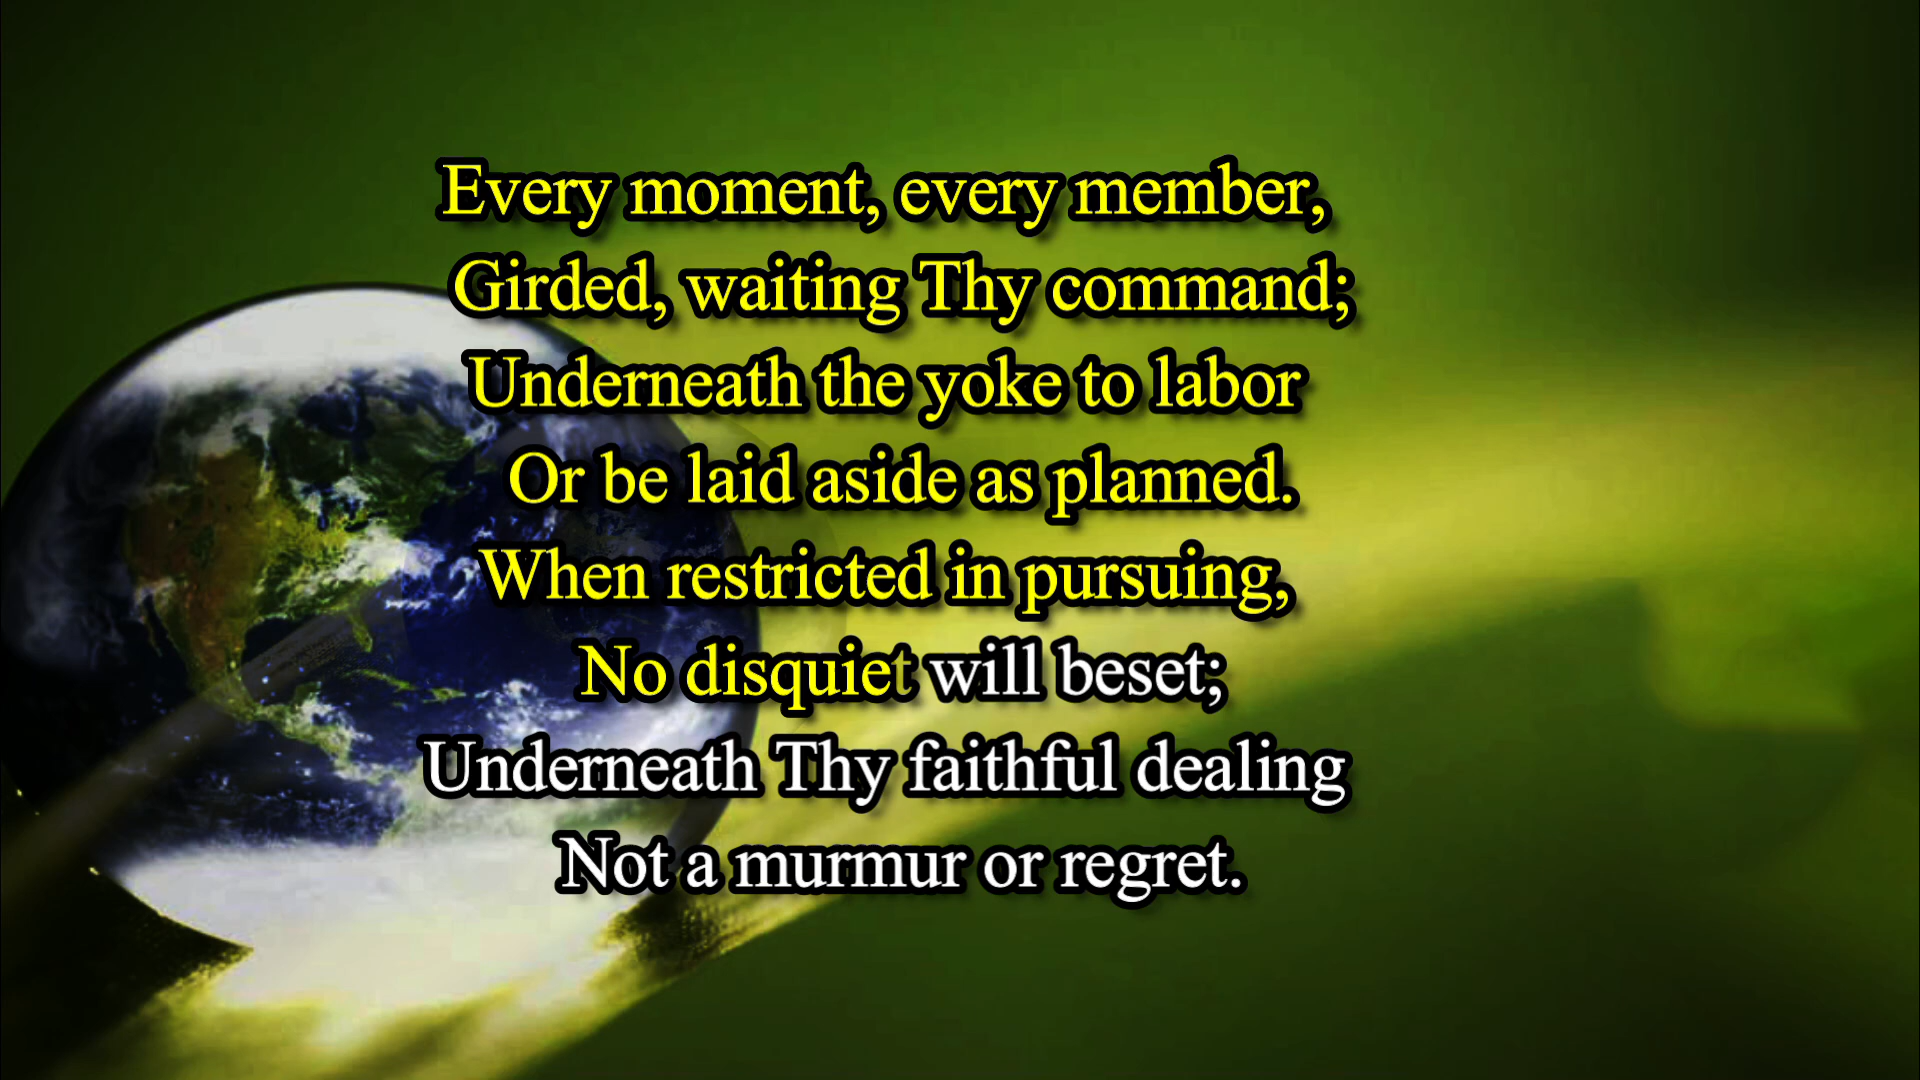 Every moment, every member,
Girded, waiting Thy command;
Underneath the yoke to labor
Or be laid aside as planned.
When restricted in pursuing,
No disquiet will beset;
Underneath Thy faithful dealing
Not a murmur or regret.